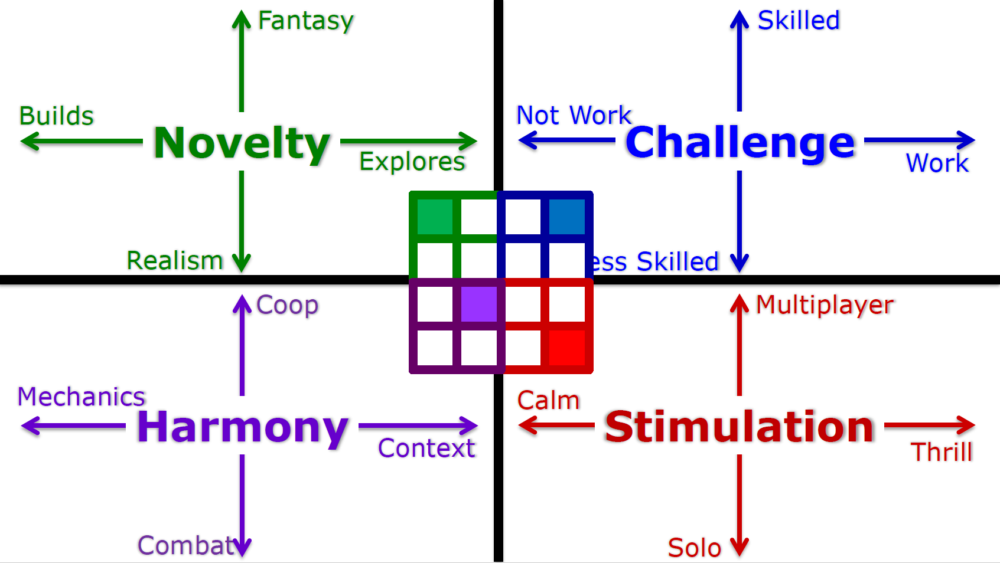 Fantasy
Builds
Novelty
Explores
Realism
Skilled
Not Work
Challenge
Work
ess Skilled
Coop
Mechanics
Harmony
Context
Combat
Multiplayer
Calm
Stimulation
Thrill
Solo